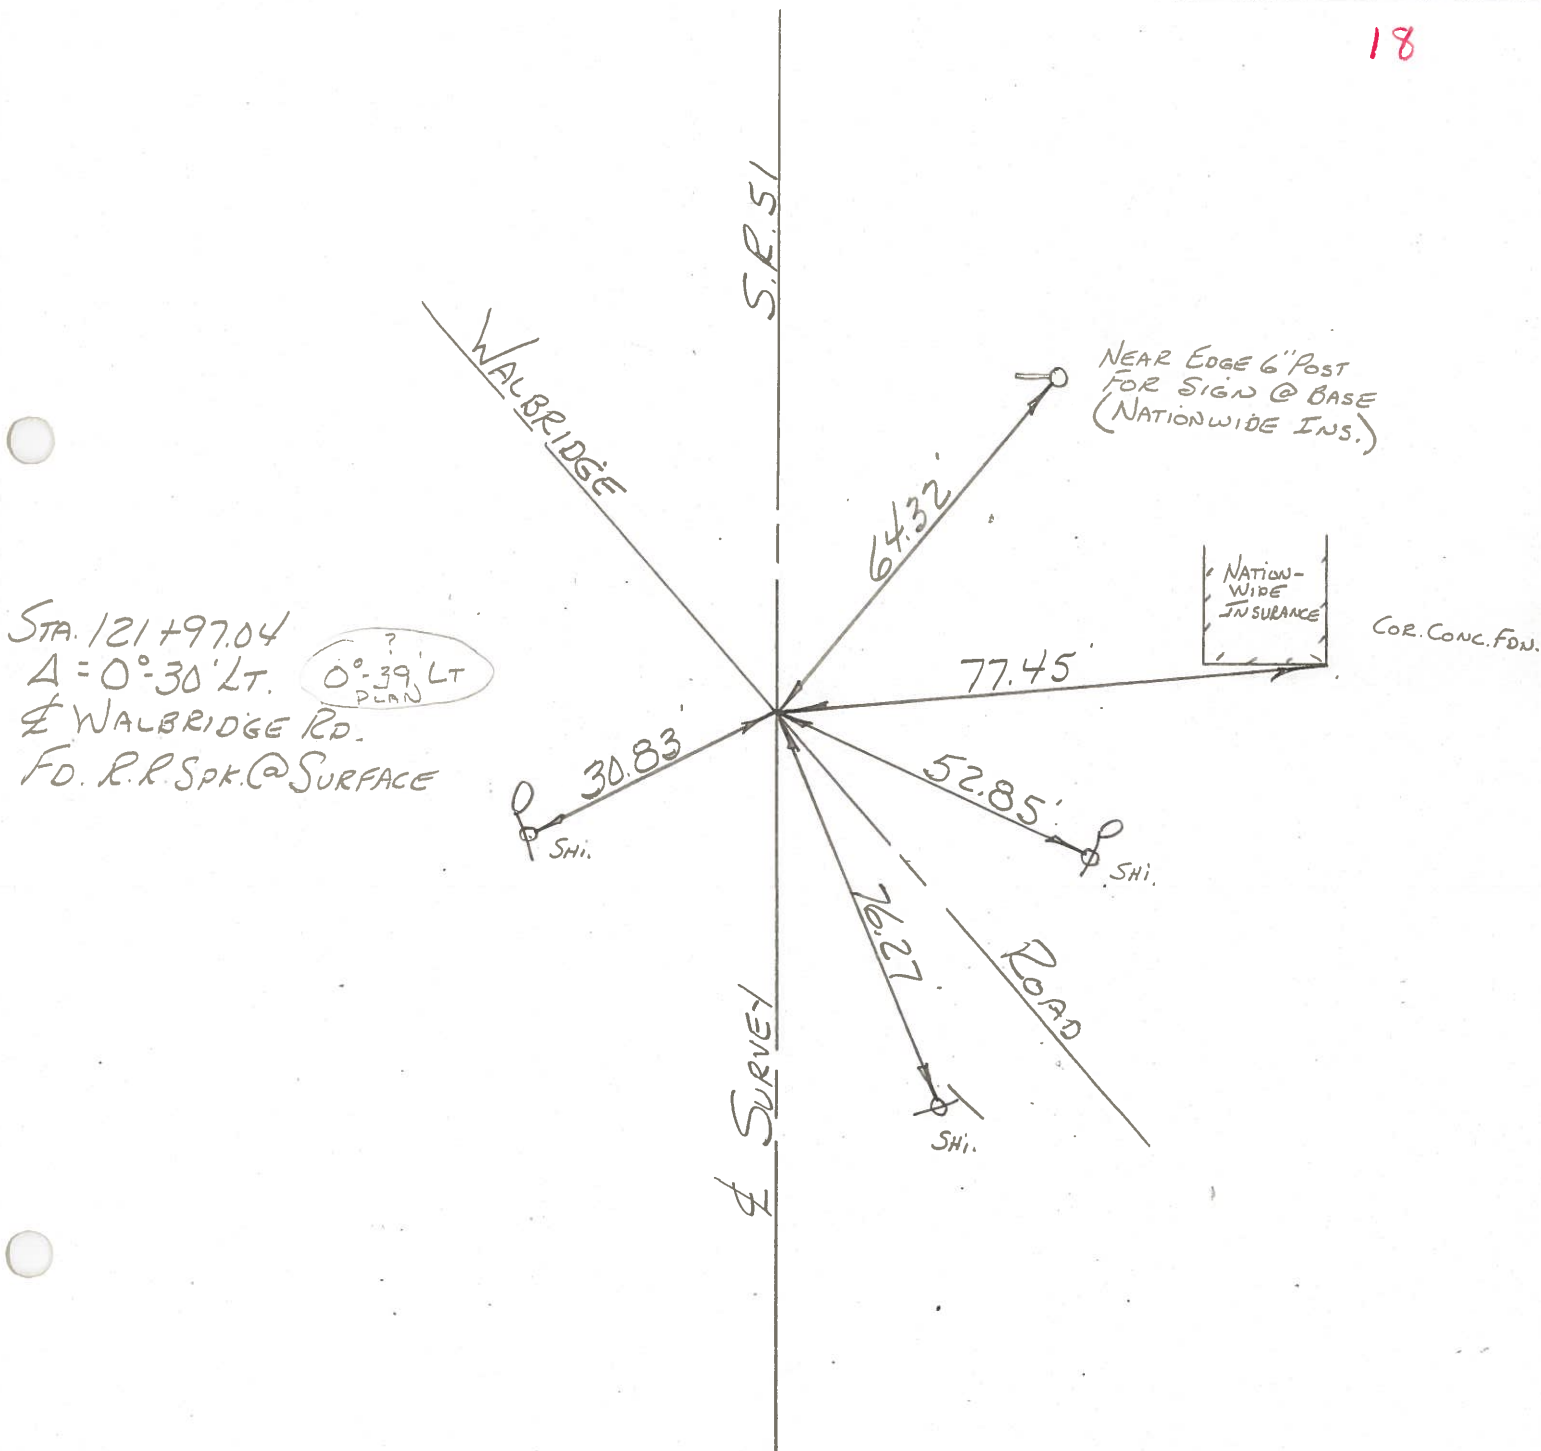 18
S.R. 51
WALBRIDGE
NEAR EDGE 6" POST
FOR SIGN @ BASE
(NATIONWIDE INS.)
64.32'
NATION-
WIDE
INSURANCE
COR. CONC. FDN.
77.45'
STA. 121+97.04
Δ = 0°-30' LT.
?
0°-39' LT
PLAN
℄ WALBRIDGE RD.
FD. R.R. SPK. @ SURFACE
30.83'
SHI.
52.85'
SHI.
76.27'
ROAD
SHI.
℄ SURVEY